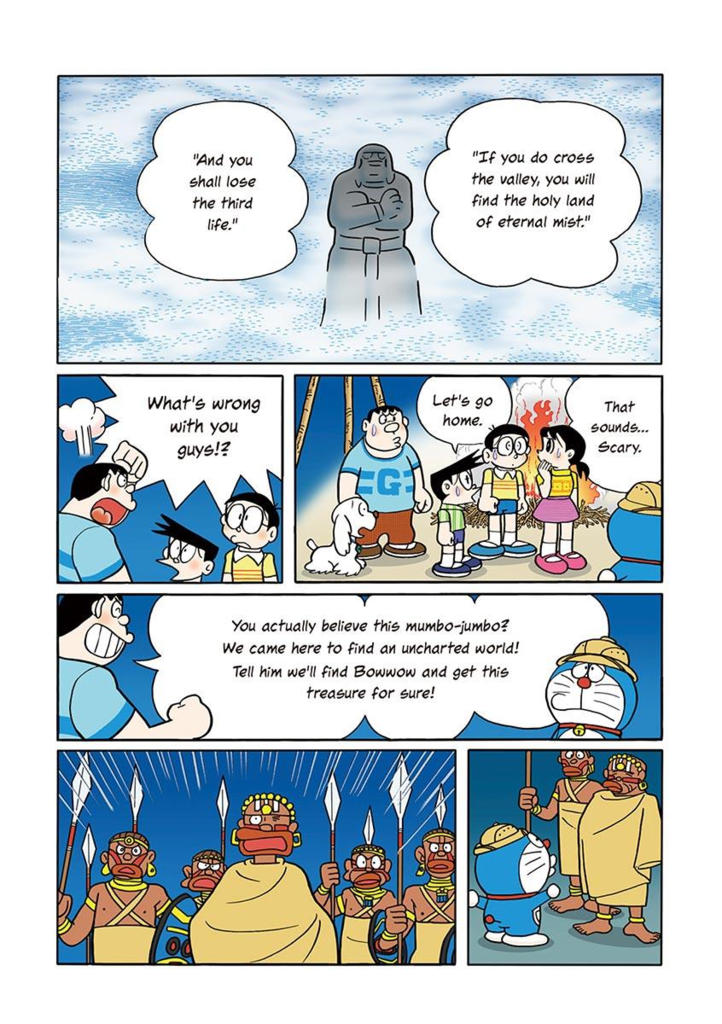 "If you do cross
the valley, you will
find the holy land
of eternal mist."
"And you
shall lose
the third
life."
That
sounds...
Scary.
Let's go
home.
G
What's wrong
with you
guys!?
You actually believe this mumbo-jumbo?
We came here to find an uncharted world!
Tell him we'll find Bowwow and get this
treasure for sure!